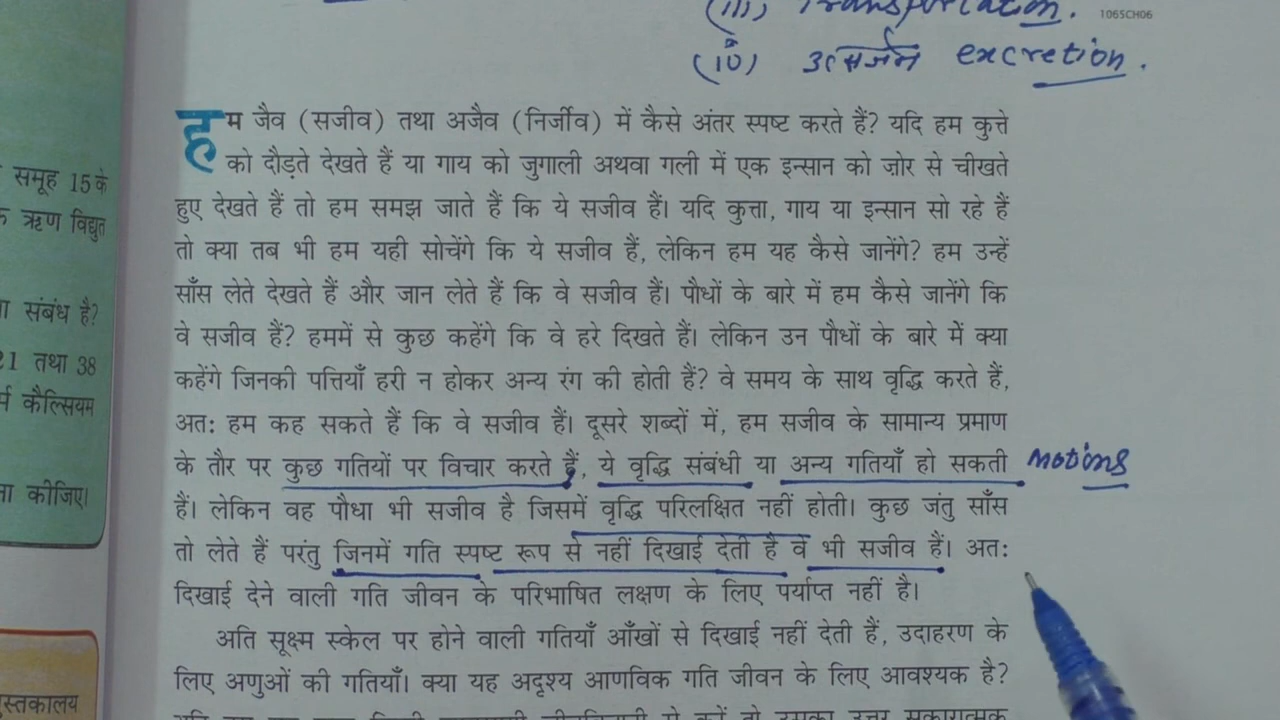 (iii) Transportation.
1065CH06
(iv) उत्सर्जन excretion.
हम जैव (सजीव) तथा अजैव (निर्जीव) में कैसे अंतर स्पष्ट करते हैं? यदि हम कुत्ते
को दौड़ते देखते हैं या गाय को जुगाली अथवा गली में एक इन्सान को ज़ोर से चीखते
हुए देखते हैं तो हम समझ जाते हैं कि ये सजीव हैं। यदि कुत्ता, गाय या इन्सान सो रहे हैं
तो क्या तब भी हम यही सोचेंगे कि ये सजीव हैं, लेकिन हम यह कैसे जानेंगे? हम उन्हें
साँस लेते देखते हैं और जान लेते हैं कि वे सजीव हैं। पौधों के बारे में हम कैसे जानेंगे कि
वे सजीव हैं? हममें से कुछ कहेंगे कि वे हरे दिखते हैं। लेकिन उन पौधों के बारे में क्या
कहेंगे जिनकी पत्तियाँ हरी न होकर अन्य रंग की होती हैं? वे समय के साथ वृद्धि करते हैं,
अतः हम कह सकते हैं कि वे सजीव हैं। दूसरे शब्दों में, हम सजीव के सामान्य प्रमाण
के तौर पर कुछ गतियों पर विचार करते हैं, ये वृद्धि संबंधी या अन्य गतियाँ हो सकती
motions
हैं। लेकिन वह पौधा भी सजीव है जिसमें वृद्धि परिलक्षित नहीं होती। कुछ जंतु साँस
तो लेते हैं परंतु जिनमें गति स्पष्ट रूप से नहीं दिखाई देती है वे भी सजीव हैं। अतः
दिखाई देने वाली गति जीवन के परिभाषित लक्षण के लिए पर्याप्त नहीं है।
अति सूक्ष्म स्केल पर होने वाली गतियाँ आँखों से दिखाई नहीं देती हैं, उदाहरण के
लिए अणुओं की गतियाँ। क्या यह अदृश्य आणविक गति जीवन के लिए आवश्यक है?
समूह 15 के
ऋण विद्युत
संबंध है?
21 तथा 38
कैल्सियम
कीजिए।